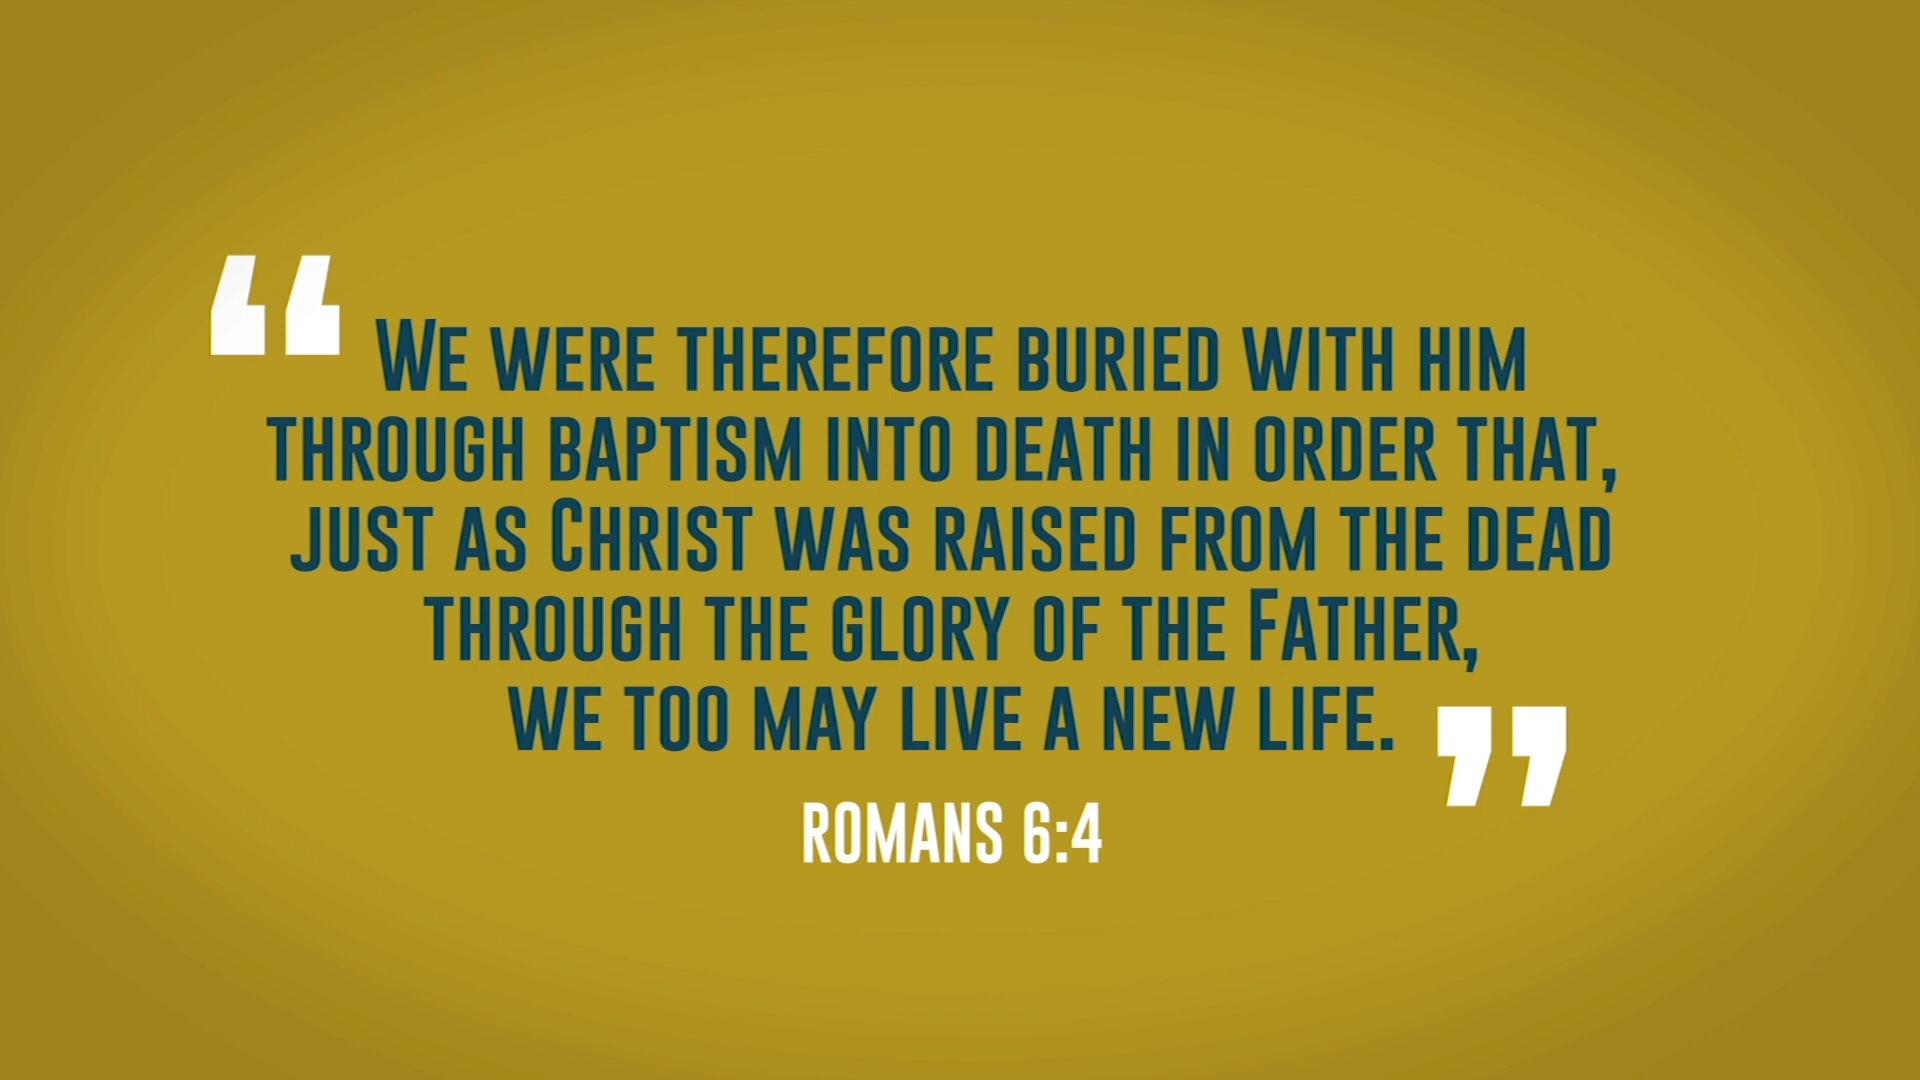 “We were therefore buried with him
through baptism into death in order that,
just as Christ was raised from the dead
through the glory of the Father,
we too may live a new life.”
Romans 6:4